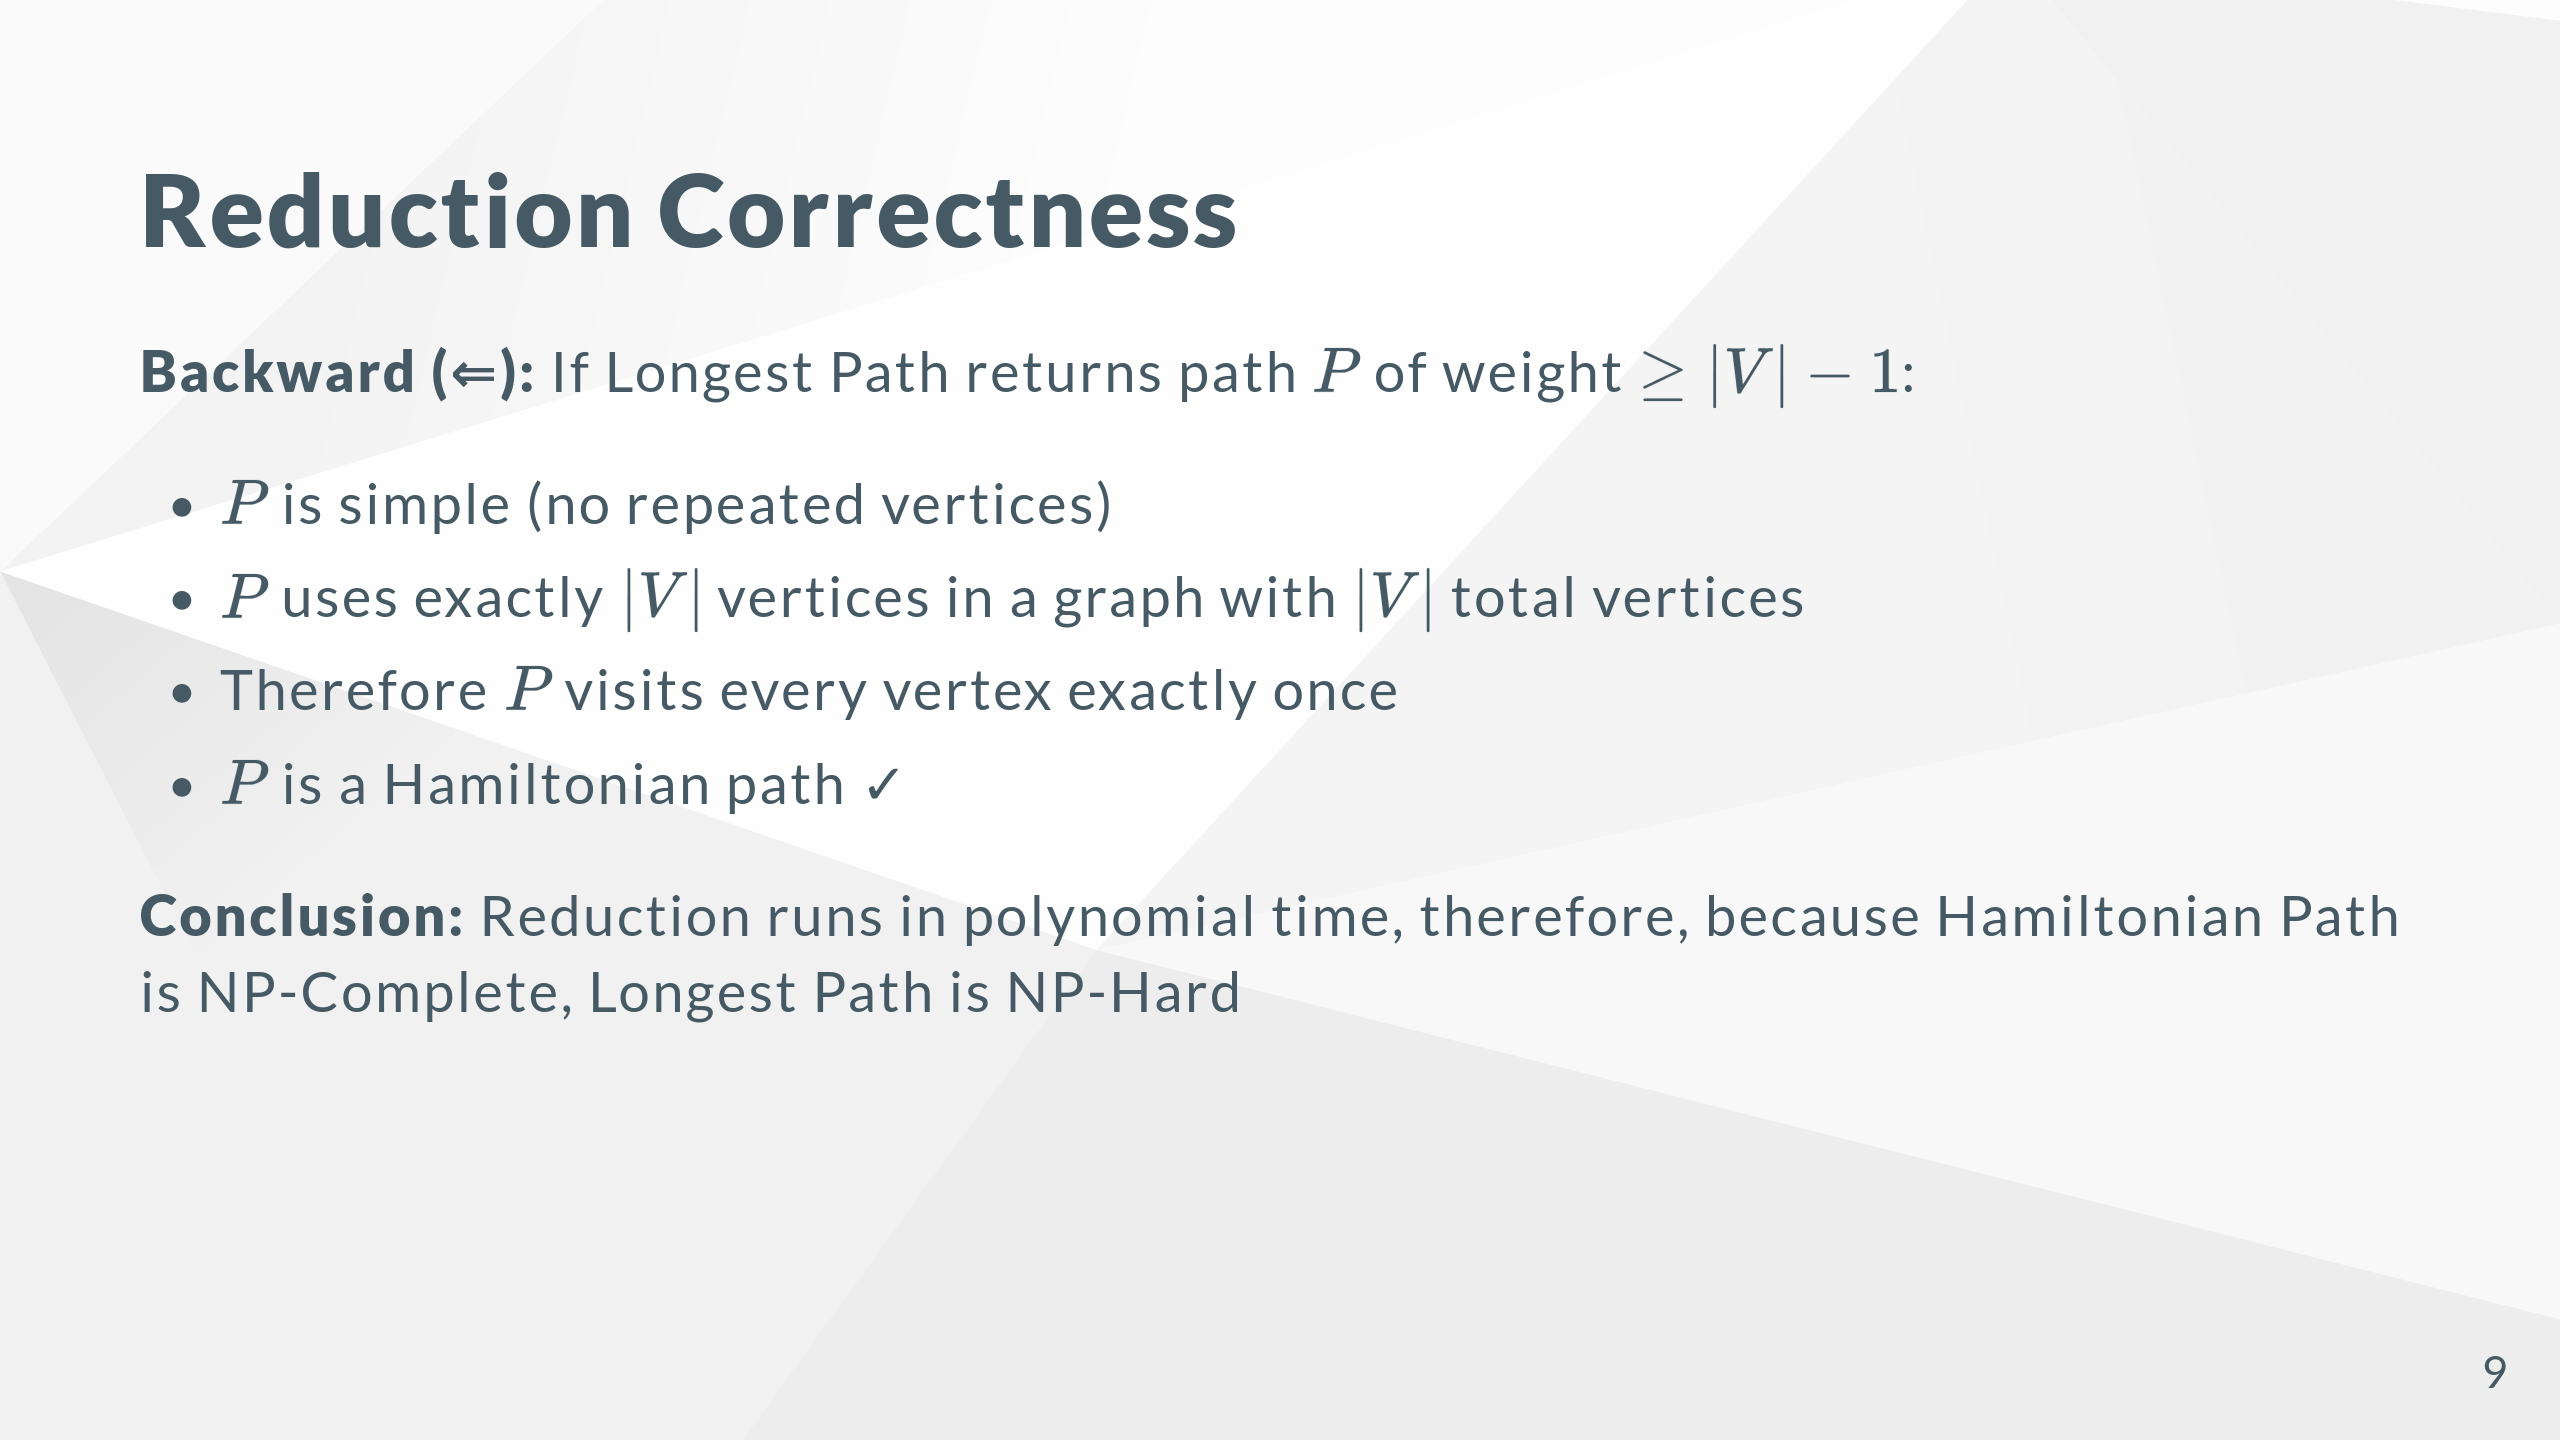 Reduction Correctness
Backward (⇐): If Longest Path returns path P of weight ≥ |V| − 1:
• P is simple (no repeated vertices)
• P uses exactly |V| vertices in a graph with |V| total vertices
• Therefore P visits every vertex exactly once
• P is a Hamiltonian path ✓
Conclusion: Reduction runs in polynomial time, therefore, because Hamiltonian Path
is NP-Complete, Longest Path is NP-Hard
9